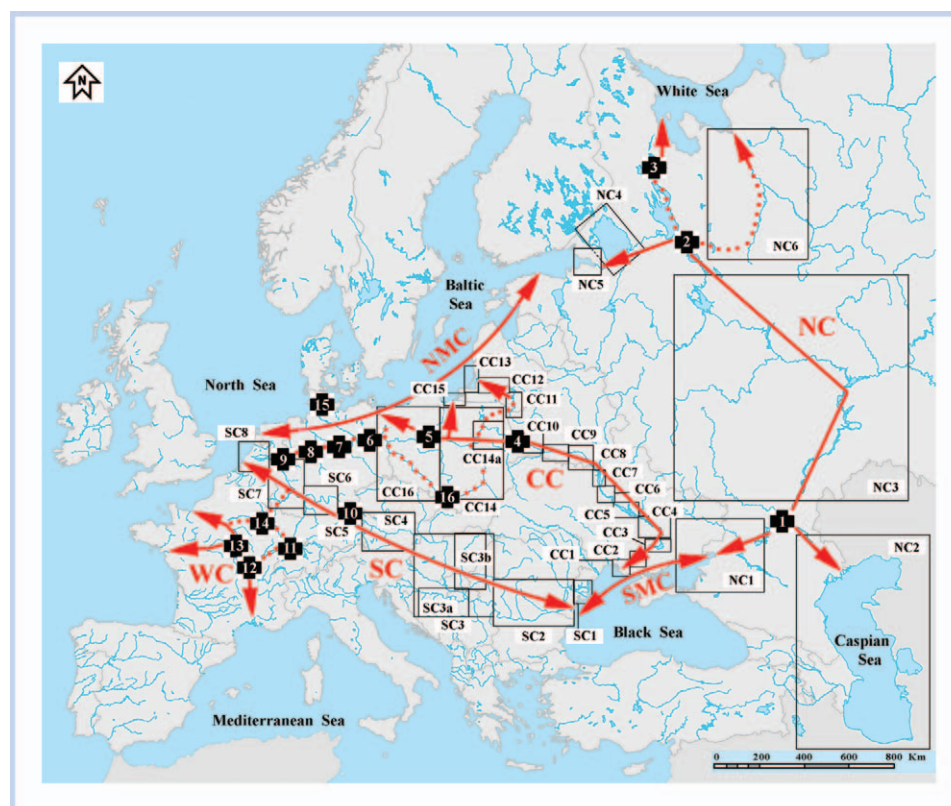 N
White Sea
3
NC4
2
NC6
NC5
Baltic
Sea
NC
NMC
CC13
CC12
North Sea
CC15
CC11
15
SC8
5
4
CC10
6
7
8
9
CC9
CC14a
CC8
CC
SC6
CC7
SC7
CC16
16
CC6
CC14
NC3
10
CC5
CC4
14
SC5
SC4
CC3
1
13
11
CC1
CC2
NC2
WC
12
SC
SC3b
SMC
NC1
SC3a
SC3
SC2
SC1
Black Sea
Caspian
Sea
Mediterranean Sea
0
200
400
600
800 Km